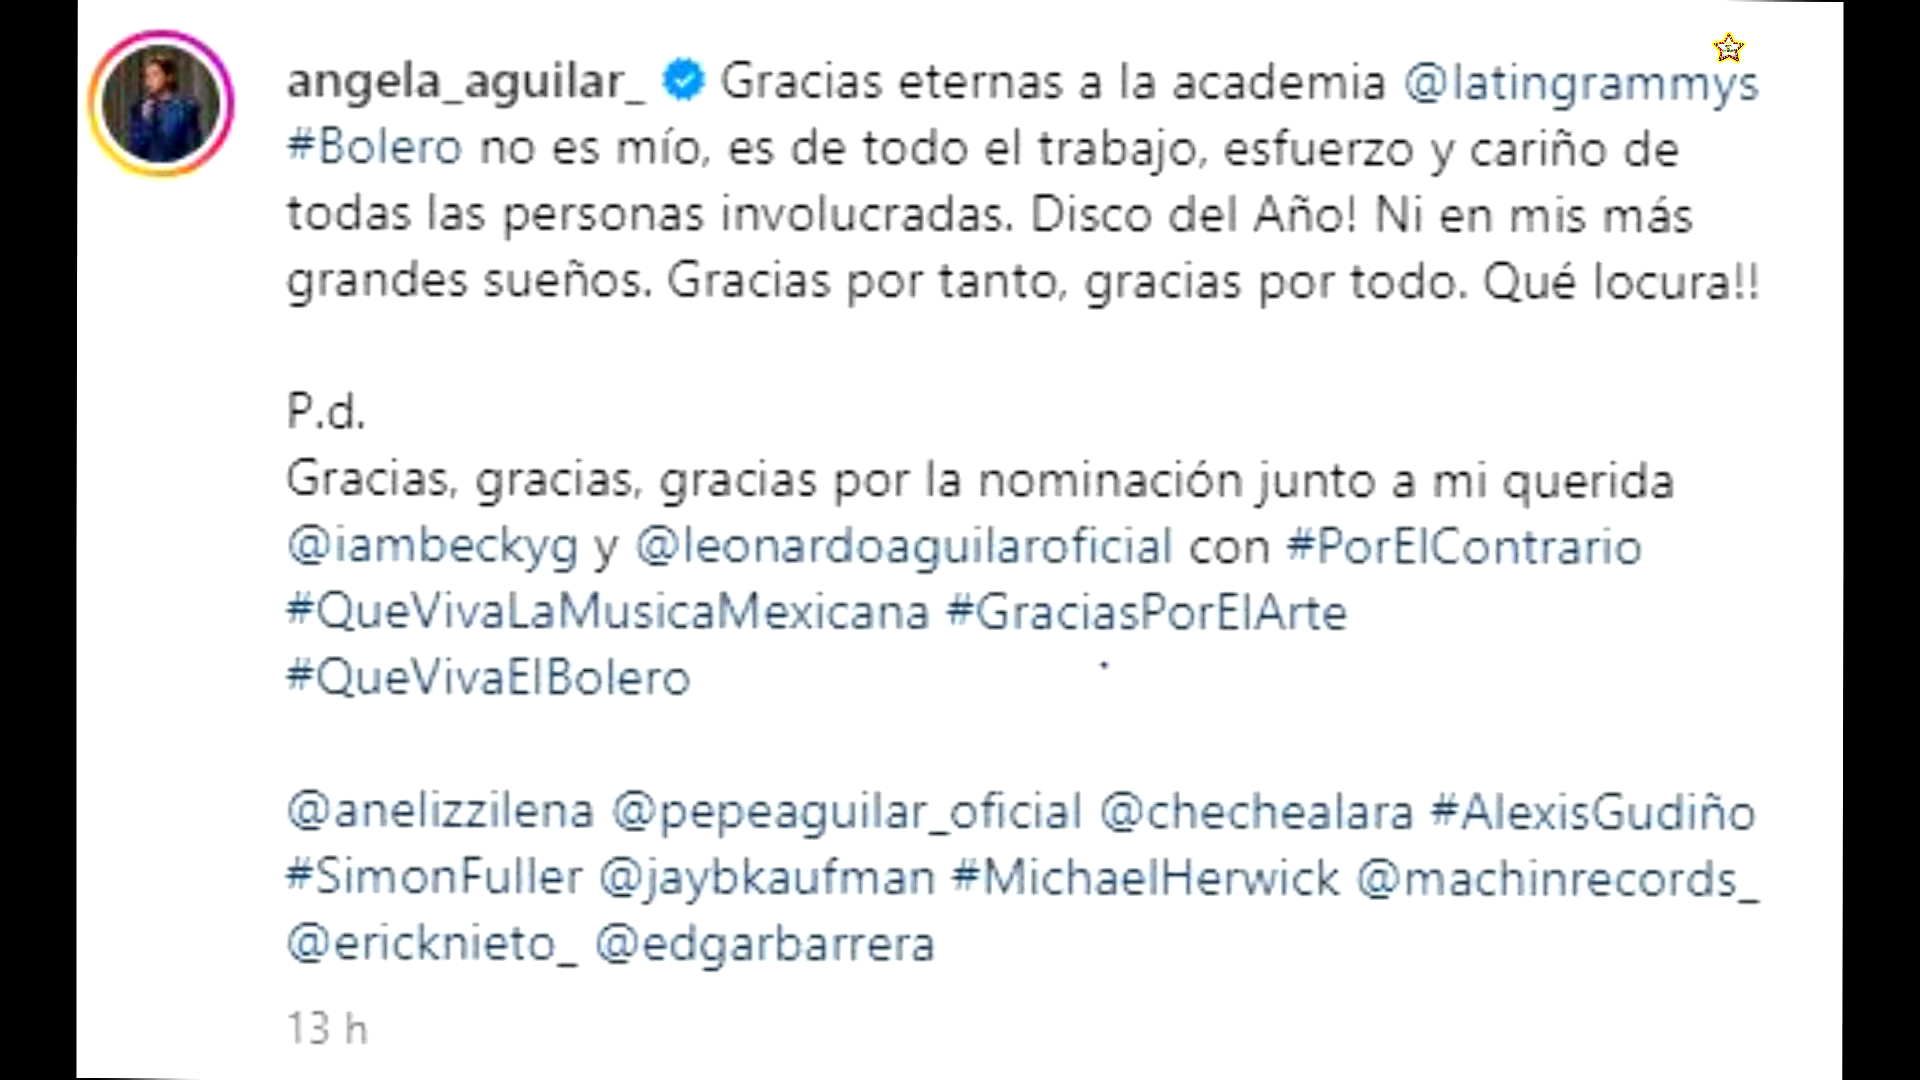 angela_aguilar_ Gracias eternas a la academia @latingrammys
#Bolero no es mío, es de todo el trabajo, esfuerzo y cariño de
todas las personas involucradas. Disco del Año! Ni en mis más
grandes sueños. Gracias por tanto, gracias por todo. Qué locura!!
P.d.
Gracias, gracias, gracias por la nominación junto a mi querida
@iambeckyg y @leonardoaguilaroficial con #PorElContrario
#QueVivaLaMusicaMexicana #GraciasPorElArte
#QueVivaElBolero
@anelizzilena @pepeaguilar_oficial @chechealara #AlexisGudiño
#SimonFuller @jaybkaufman #MichaelHerwick @machinrecords_
@ericknieto_ @edgarbarrera
13 h